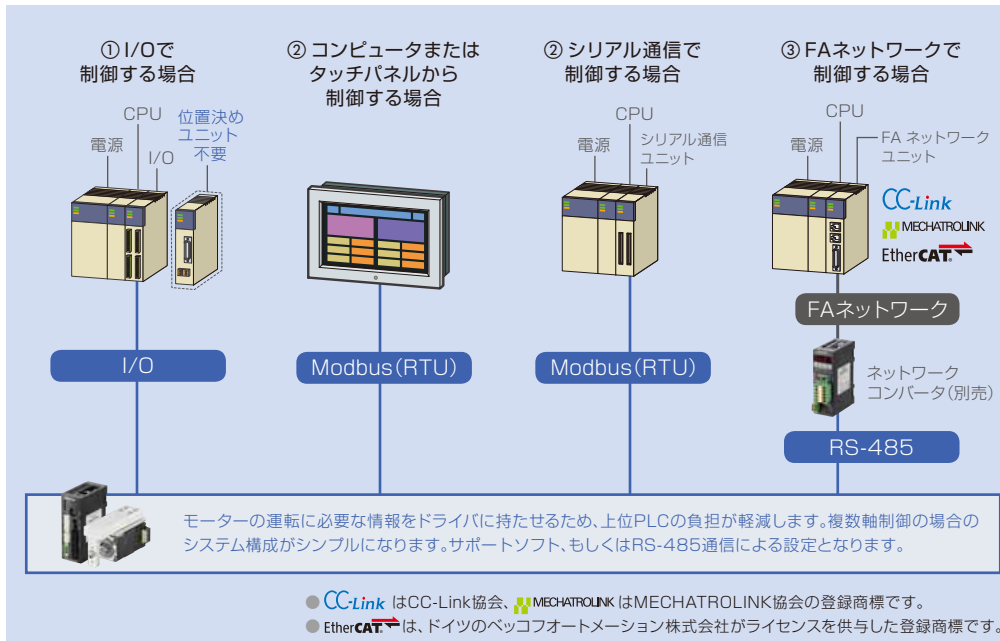 ① I/Oで
制御する場合
CPU
電源
I/O
位置決め
ユニット
不要
I/O
② コンピュータまたは
タッチパネルから
制御する場合
Modbus(RTU)
② シリアル通信で
制御する場合
CPU
電源
シリアル通信
ユニット
Modbus(RTU)
③ FAネットワークで
制御する場合
CPU
電源
FA ネットワーク
ユニット
CC-Link
MECHATROLINK
EtherCAT®
FAネットワーク
ネットワーク
コンバータ(別売)
RS-485
モーターの運転に必要な情報をドライバに持たせるため、上位PLCの負担が軽減します。複数軸制御の場合の
システム構成がシンプルになります。サポートソフト、もしくはRS-485通信による設定となります。
● CC-Link はCC-Link協会、MECHATROLINK はMECHATROLINK協会の登録商標です。
● EtherCAT®は、ドイツのベッコフオートメーション株式会社がライセンスを供与した登録商標です。